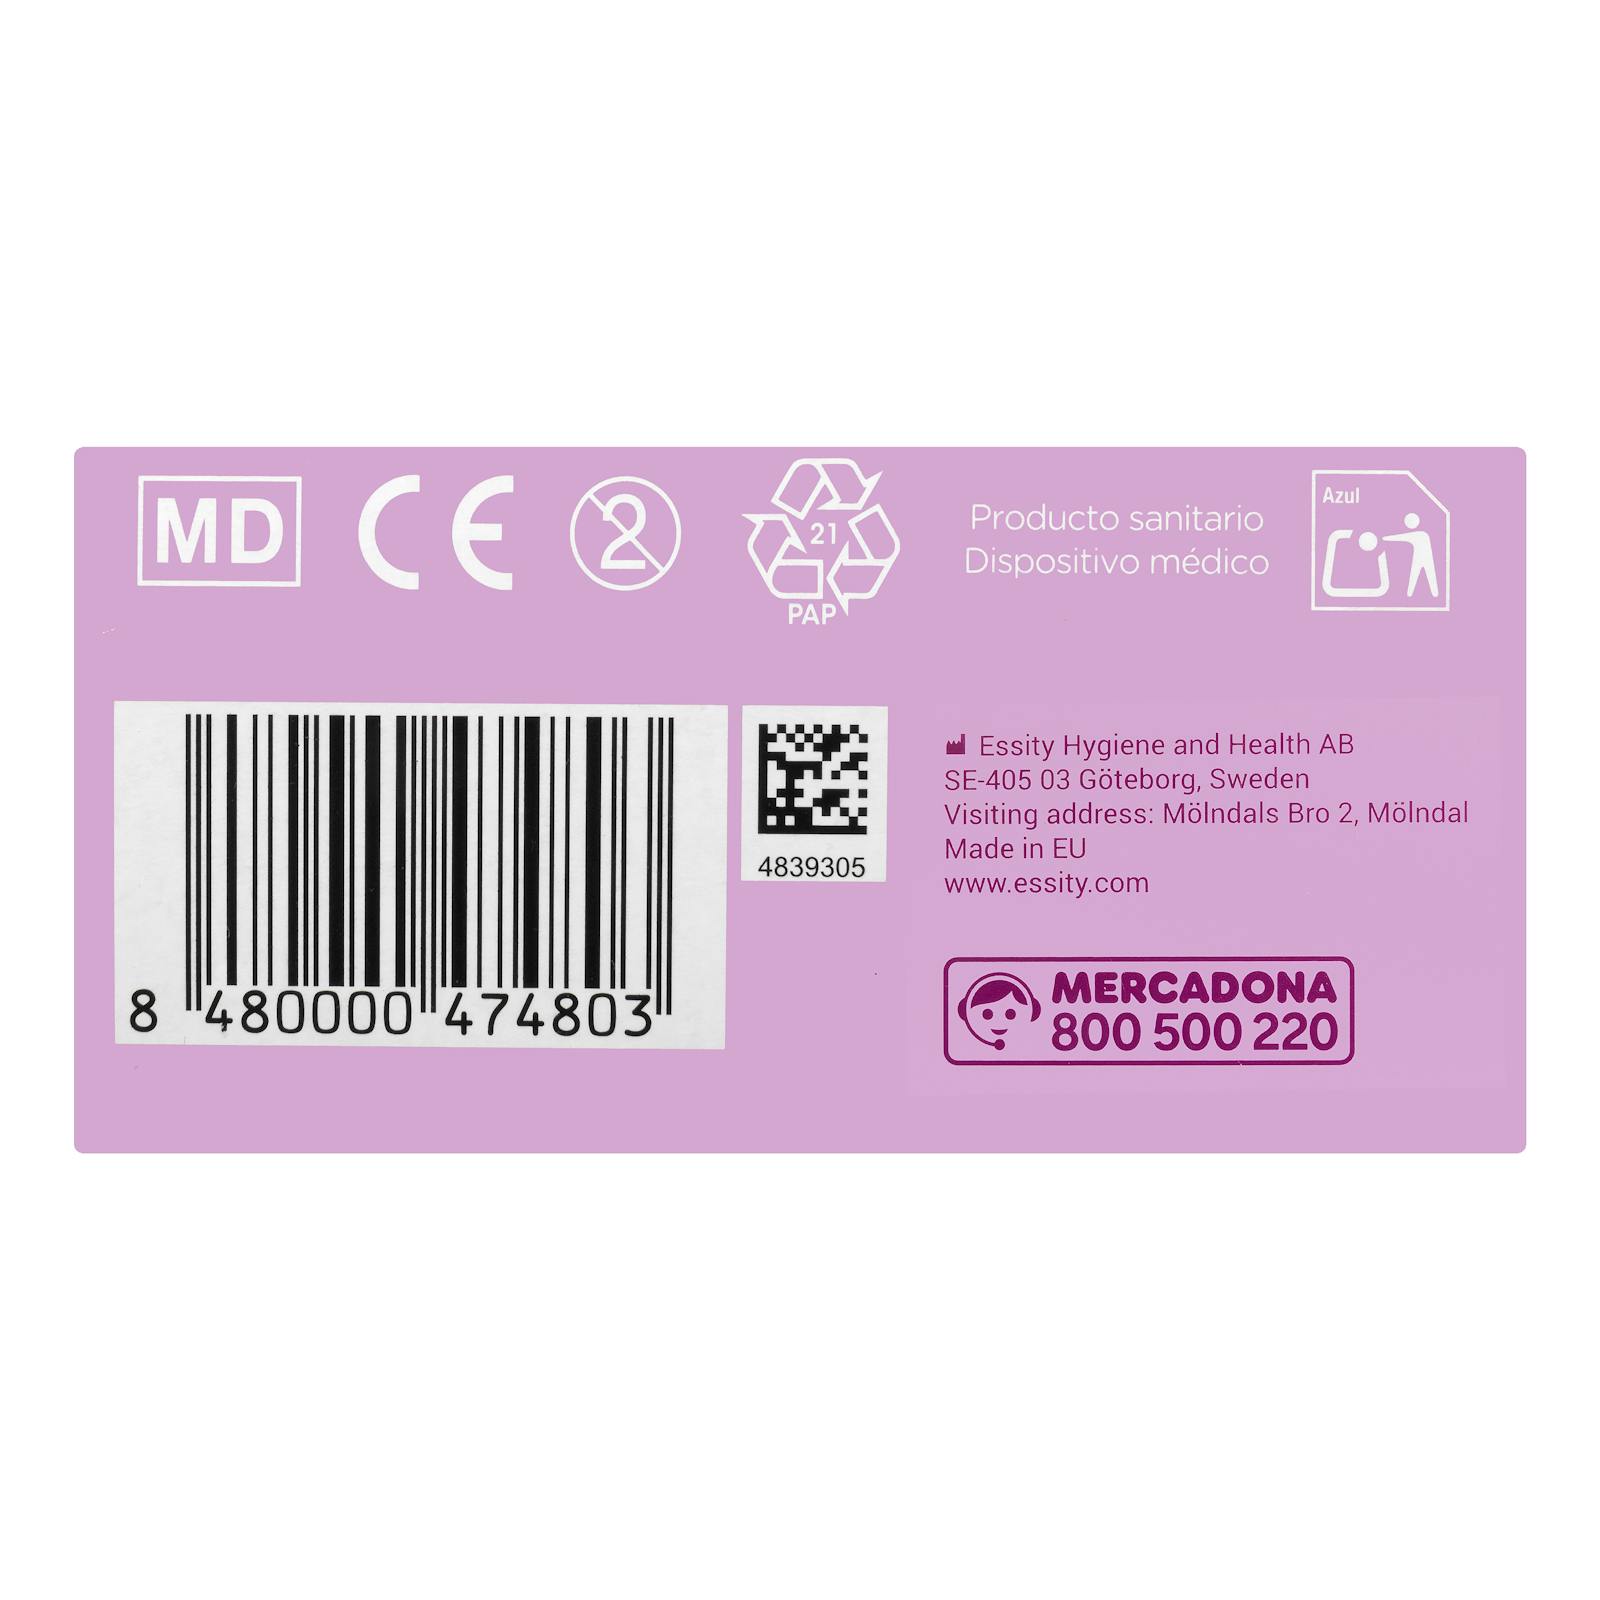 MD
CE
2
21
PAP
Producto sanitario
Dispositivo médico
Azul
8 480000 474803
4839305
Essity Hygiene and Health AB
SE-405 03 Göteborg, Sweden
Visiting address: Mölndals Bro 2, Mölndal
Made in EU
www.essity.com
MERCADONA
800 500 220